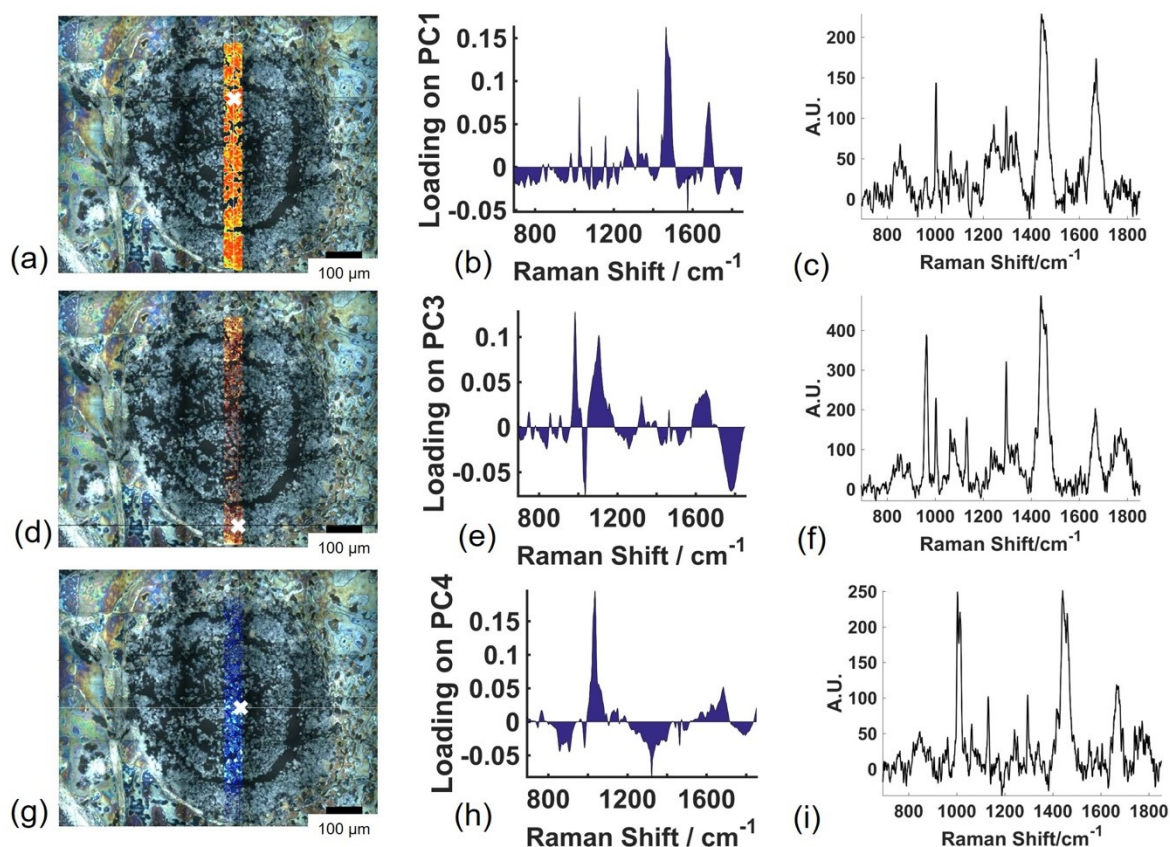 (a)
100 µm
Loading on PC1
0.15
0.1
0.05
0
-0.05
800 1200 1600
Raman Shift / cm-1
(b)
A.U.
200
150
100
50
0
800 1000 1200 1400 1600 1800
Raman Shift/cm-1
(c)
(d)
100 µm
Loading on PC3
0.1
0.05
0
-0.05
800 1200 1600
Raman Shift / cm-1
(e)
A.U.
400
300
200
100
0
800 1000 1200 1400 1600 1800
Raman Shift/cm-1
(f)
(g)
100 µm
Loading on PC4
0.15
0.1
0.05
0
-0.05
800 1200 1600
Raman Shift / cm-1
(h)
A.U.
250
200
150
100
50
0
800 1000 1200 1400 1600 1800
Raman Shift/cm-1
(i)